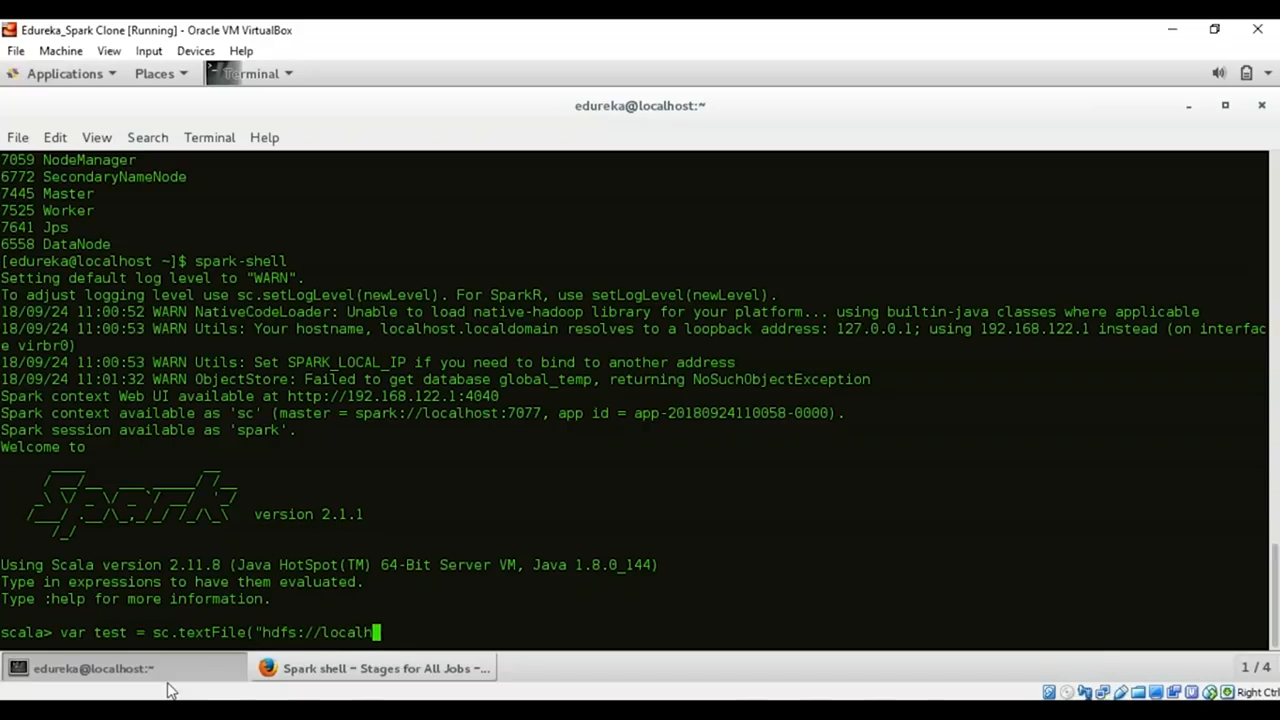 Edureka_Spark Clone [Running] - Oracle VM VirtualBox
File Machine View Input Devices Help
Applications Places Terminal
edureka@localhost:~
File Edit View Search Terminal Help
7059 NodeManager
6772 SecondaryNameNode
7445 Master
7525 Worker
7641 Jps
6558 DataNode
[edureka@localhost ~]$ spark-shell
Setting default log level to "WARN".
To adjust logging level use sc.setLogLevel(newLevel). For SparkR, use setLogLevel(newLevel).
18/09/24 11:00:52 WARN NativeCodeLoader: Unable to load native-hadoop library for your platform... using builtin-java classes where applicable
18/09/24 11:00:53 WARN Utils: Your hostname, localhost.localdomain resolves to a loopback address: 127.0.0.1; using 192.168.122.1 instead (on interfac
e virbr0)
18/09/24 11:00:53 WARN Utils: Set SPARK_LOCAL_IP if you need to bind to another address
18/09/24 11:01:32 WARN ObjectStore: Failed to get database global_temp, returning NoSuchObjectException
Spark context Web UI available at http://192.168.122.1:4040
Spark context available as 'sc' (master = spark://localhost:7077, app id = app-20180924110058-0000).
Spark session available as 'spark'.
Welcome to
Spark version 2.1.1
Using Scala version 2.11.8 (Java HotSpot(TM) 64-Bit Server VM, Java 1.8.0_144)
Type in expressions to have them evaluated.
Type :help for more information.
scala> var test = sc.textFile("hdfs://localh
edureka@localhost:~ Spark shell - Stages for All Jobs -... 1 / 4
Right Ctrl